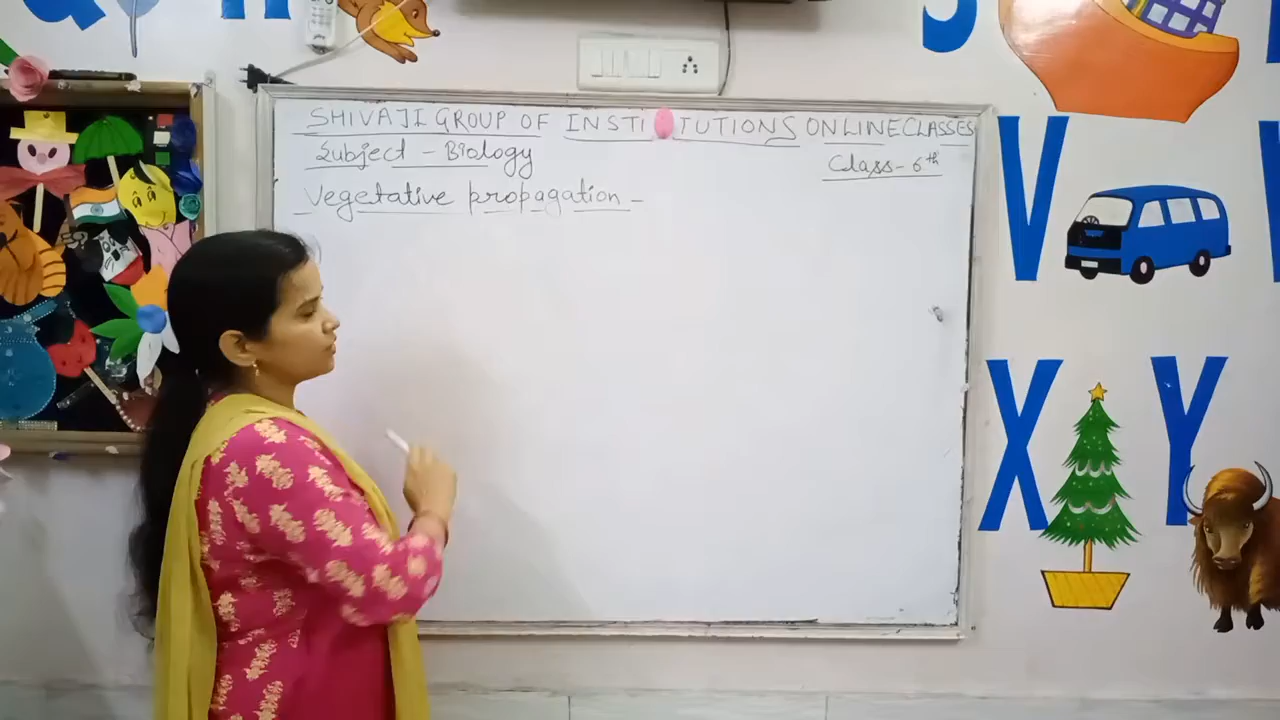 SHIVAJI GROUP OF INSTITUTIONS ONLINE CLASSES
Subject - Biology
Class - 6th
Vegetative propagation -
V
X Y